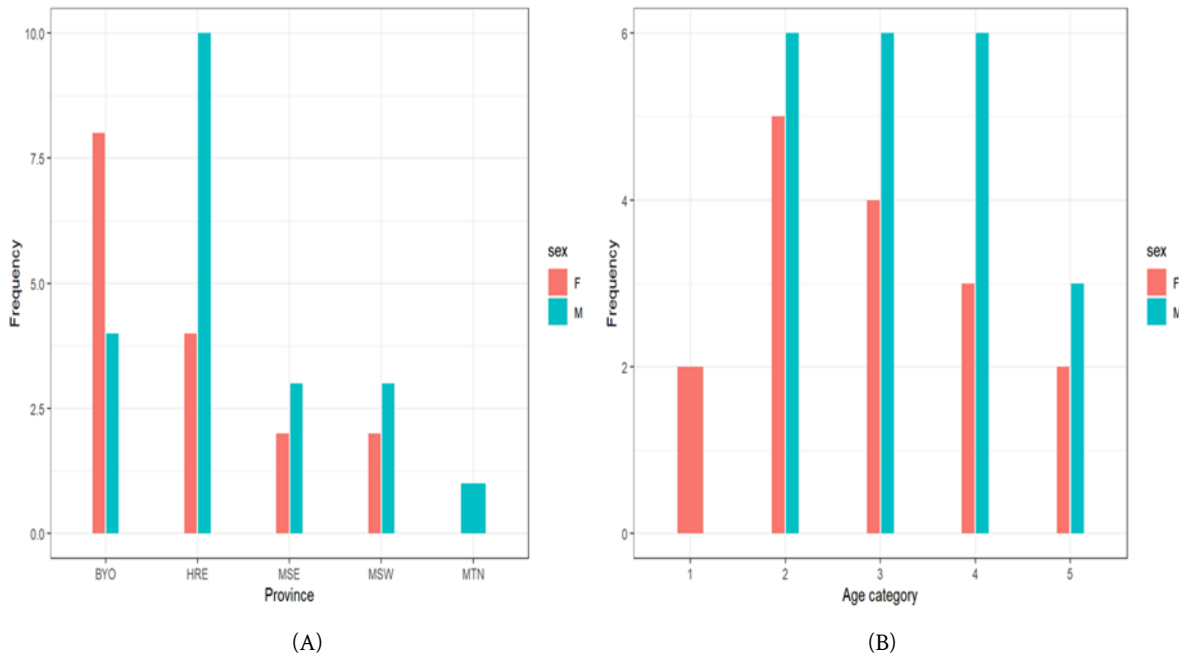 10.0
7.5
5.0
2.5
0.0
Frequency
BYO HRE MSE MSW MTN
Province
sex
F
M
(A)
6
4
2
0
Frequency
1 2 3 4 5
Age category
sex
F
M
(B)